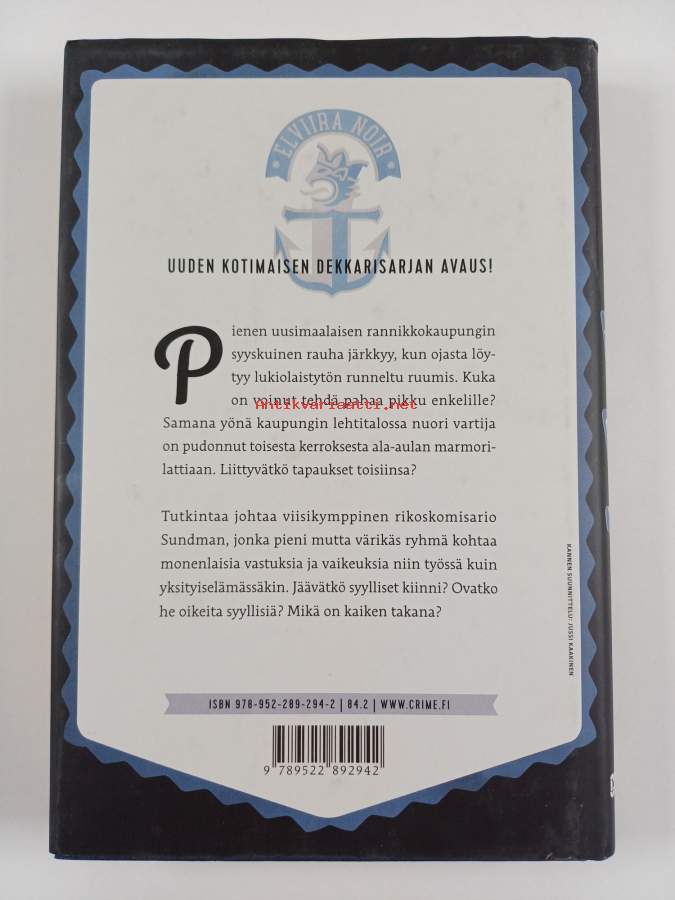 ELVIIRA NOIR
UUDEN KOTIMAISEN DEKKARISARJAN AVAUS!
Pienen uusimaalaisen rannikkokaupungin
syyskuinen rauha järkkyy, kun ojasta löy-
tyy lukiolaistytön runneltu ruumis. Kuka
on voinut tehdä pahaa pikku enkelille?
Antikvariaatti.net
Samana yönä kaupungin lehtitalossa nuori vartija
on pudonnut toisesta kerroksesta ala-aulan marmori-
lattiaan. Liittyvätkö tapaukset toisiinsa?
Tutkintaa johtaa viisikymppinen rikoskomisario
Sundman, jonka pieni mutta värikäs ryhmä kohtaa
monenlaisia vastuksia ja vaikeuksia niin työssä kuin
yksityiselämässäkin. Jäävätkö syylliset kiinni? Ovatko
he oikeita syyllisiä? Mikä on kaiken takana?
KANNEN SUUNNITTELU: JUSSI KAAKINEN
ISBN 978-952-289-294-2 | 84.2 | WWW.CRIME.FI
9 789522 892942